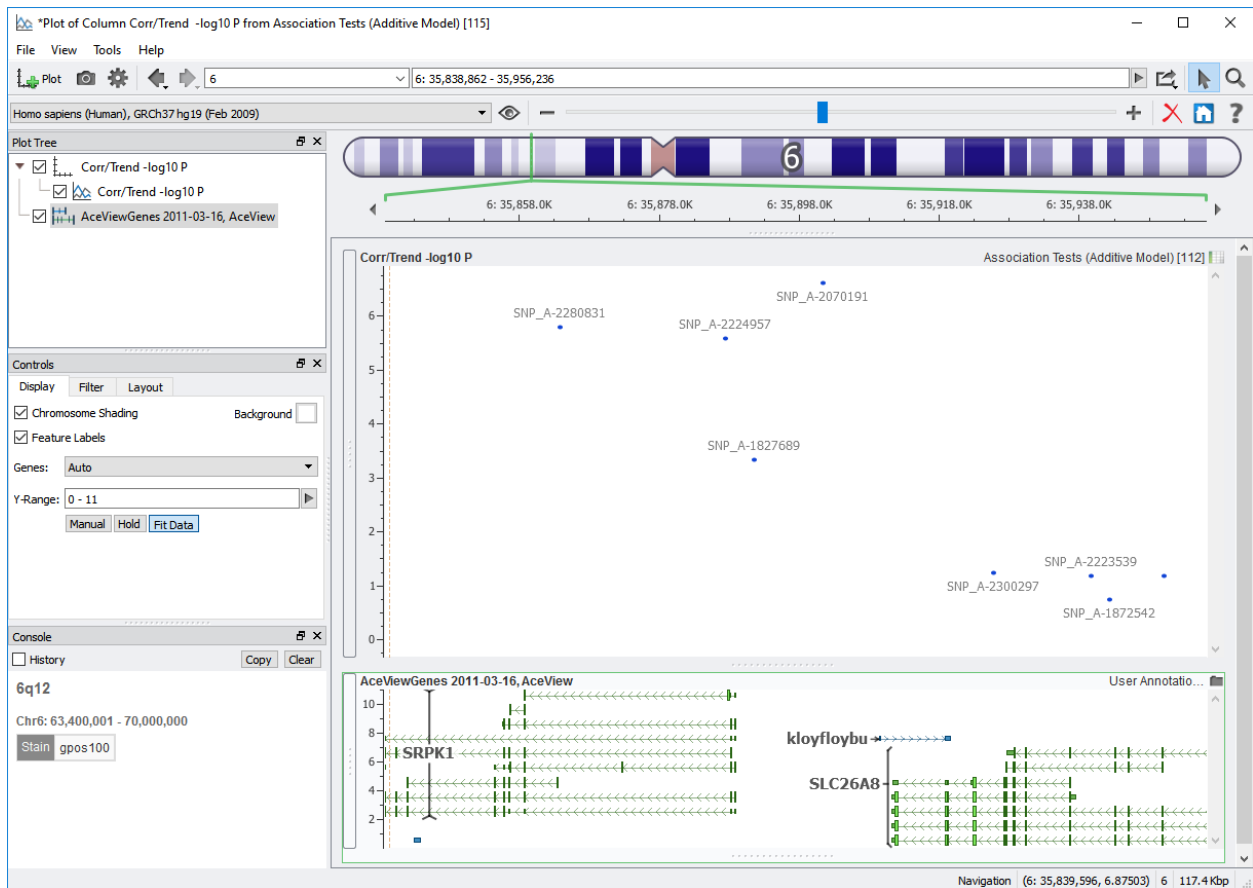 *Plot of Column Corr/Trend -log10 P from Association Tests (Additive Model) [115]
File View Tools Help
Plot 6 6: 35,838,862 - 35,956,236
Homo sapiens (Human), GRCh37 hg19 (Feb 2009)
Plot Tree
Corr/Trend -log10 P
Corr/Trend -log10 P
AceViewGenes 2011-03-16, AceView
Controls
Display Filter Layout
Chromosome Shading Background
Feature Labels
Genes: Auto
Y-Range: 0 - 11
Manual Hold Fit Data
Console
History Copy Clear
6q12
Chr6: 63,400,001 - 70,000,000
Stain gpos100
6
6: 35,858.0K 6: 35,878.0K 6: 35,898.0K 6: 35,918.0K 6: 35,938.0K
Corr/Trend -log10 P Association Tests (Additive Model) [112]
SNP_A-2070191
SNP_A-2280831
6
SNP_A-2224957
5
4
SNP_A-1827689
3
2
SNP_A-2223539
1
SNP_A-2300297
SNP_A-1872542
0
AceViewGenes 2011-03-16, AceView User Annotatio...
10
8
kloyfloybu
SRPK1
6
SLC26A8
4
2
Navigation (6: 35,839,596, 6.87503) 6 117.4 Kbp